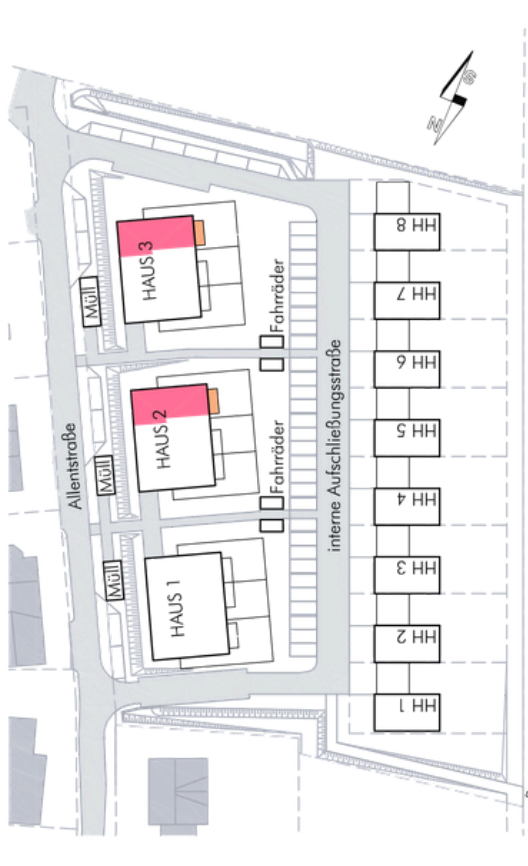 S
N
HH 8
HAUS 3
HH 7
Müll
Fahrräder
HH 6
interne Aufschließungsstraße
Allentstraße
HAUS 2
HH 5
Müll
Fahrräder
HH 4
HH 3
Müll
HAUS 1
HH 2
HH 1